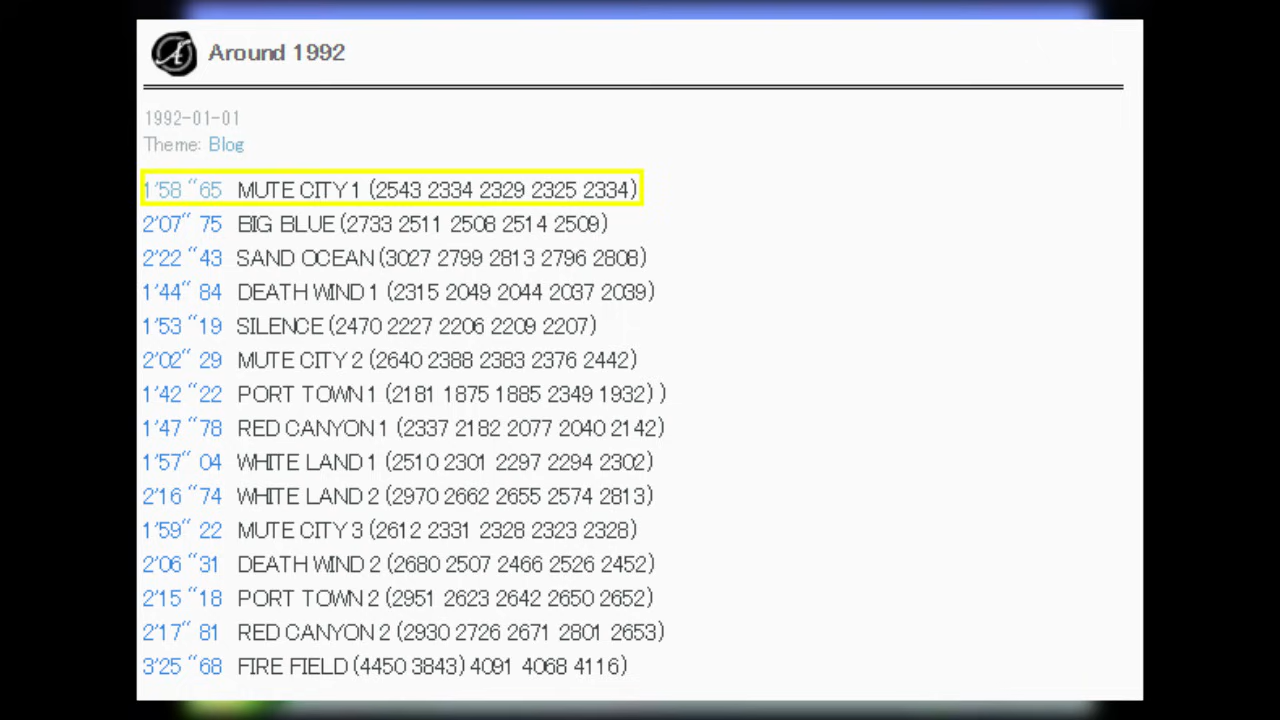 Around 1992
1992-01-01
Theme: Blog
1'58 "65 MUTE CITY 1 (2543 2334 2329 2325 2334)
2'07" 75 BIG BLUE (2733 2511 2508 2514 2509)
2'22 "43 SAND OCEAN (3027 2799 2813 2796 2808)
1'44" 84 DEATH WIND 1 (2315 2049 2044 2037 2039)
1'53 "19 SILENCE (2470 2227 2206 2209 2207)
2'02" 29 MUTE CITY 2 (2640 2388 2383 2376 2442)
1'42 "22 PORT TOWN 1 (2181 1875 1885 2349 1932) )
1'47 "78 RED CANYON 1 (2337 2182 2077 2040 2142)
1'57" 04 WHITE LAND 1 (2510 2301 2297 2294 2302)
2'16 "74 WHITE LAND 2 (2970 2662 2655 2574 2813)
1'59" 22 MUTE CITY 3 (2612 2331 2328 2323 2328)
2'06 "31 DEATH WIND 2 (2680 2507 2466 2526 2452)
2'15 "18 PORT TOWN 2 (2951 2623 2642 2650 2652)
2'17" 81 RED CANYON 2 (2930 2726 2671 2801 2653)
3'25 "68 FIRE FIELD (4450 3843) 4091 4068 4116)